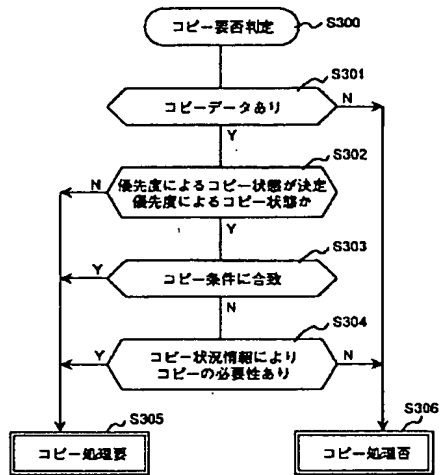 コピー要否判定
S300
S301
コピーデータあり
N
Y
S302
優先度によるコピー状態が決定
優先度によるコピー状態か
N
Y
S303
コピー条件に合致
Y
N
S304
コピー状況情報により
コピーの必要性あり
Y
N
S305
コピー処理要
S306
コピー処理否